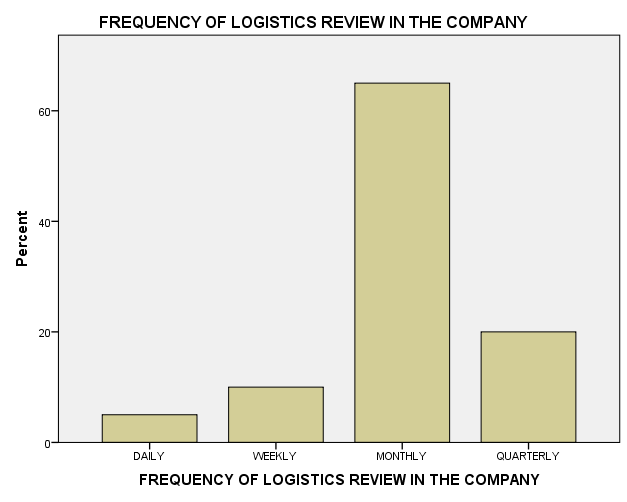 FREQUENCY OF LOGISTICS REVIEW IN THE COMPANY
Percent
60
40
20
0
DAILY WEEKLY MONTHLY QUARTERLY
FREQUENCY OF LOGISTICS REVIEW IN THE COMPANY